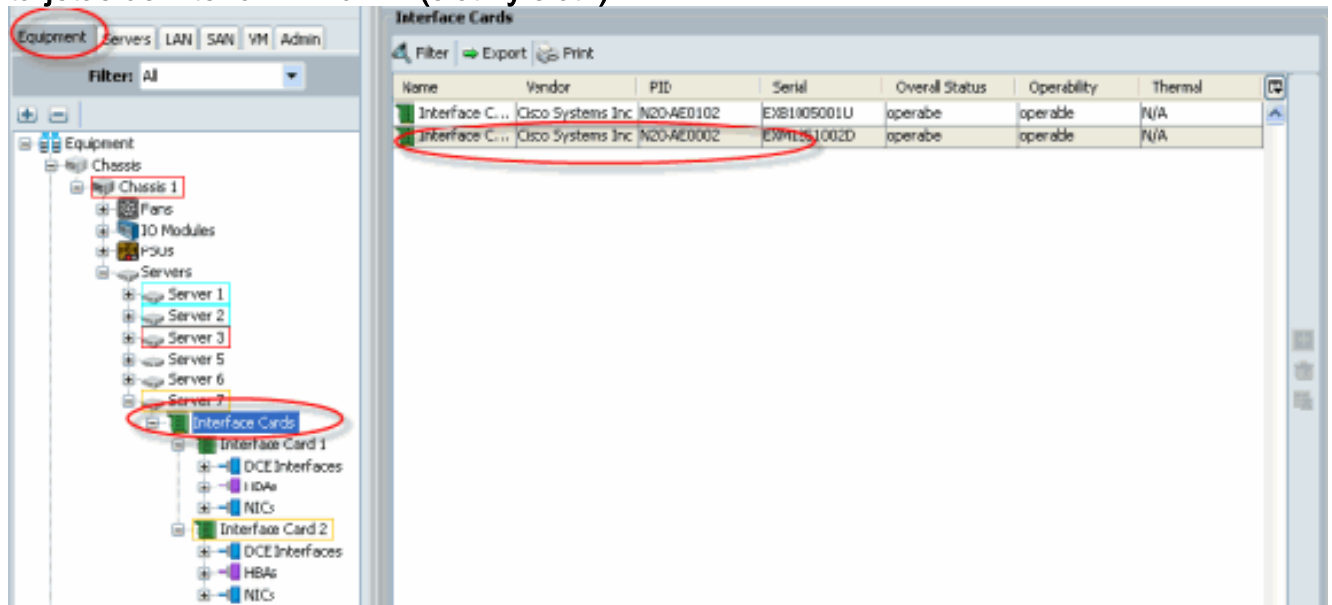 Interface Cards
Equipment Servers LAN SAN VM Admin
Filter: All
Filter Export Print
Name Vendor PID Serial Overall Status Operability Thermal
Interface C... Cisco Systems Inc N20-AE0102 operable operable N/A
Interface C... Cisco Systems Inc N20-AE0002 operable operable N/A
Equipment
Chassis
Chassis 1
Fans
IO Modules
PSUs
Servers
Server 1
Server 2
Server 3
Server 5
Server 6
Server 7
Interface Cards
Interface Card 1
DCE Interfaces
HBAs
NICs
Interface Card 2
DCE Interfaces
HBAs
NICs